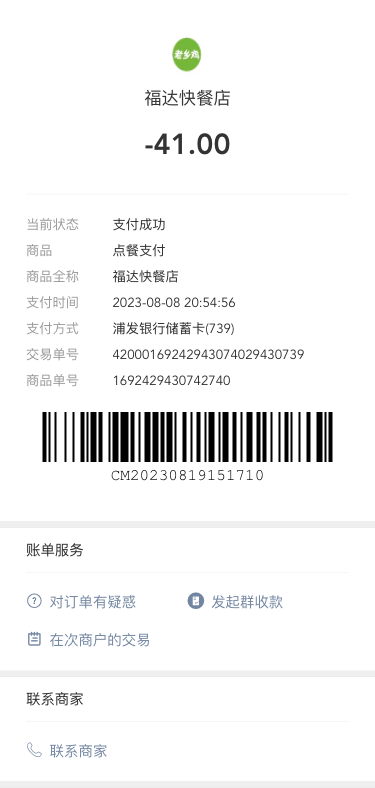 老乡鸡
福达快餐店
-41.00
当前状态 支付成功
商品 点餐支付
商品全称 福达快餐店
支付时间 2023-08-08 20:54:56
支付方式 浦发银行储蓄卡(739)
交易单号 42000169242943074029430739
商品单号 1692429430742740
CM20230819151710
账单服务
对订单有疑惑 发起群收款
在次商户的交易
联系商家
联系商家